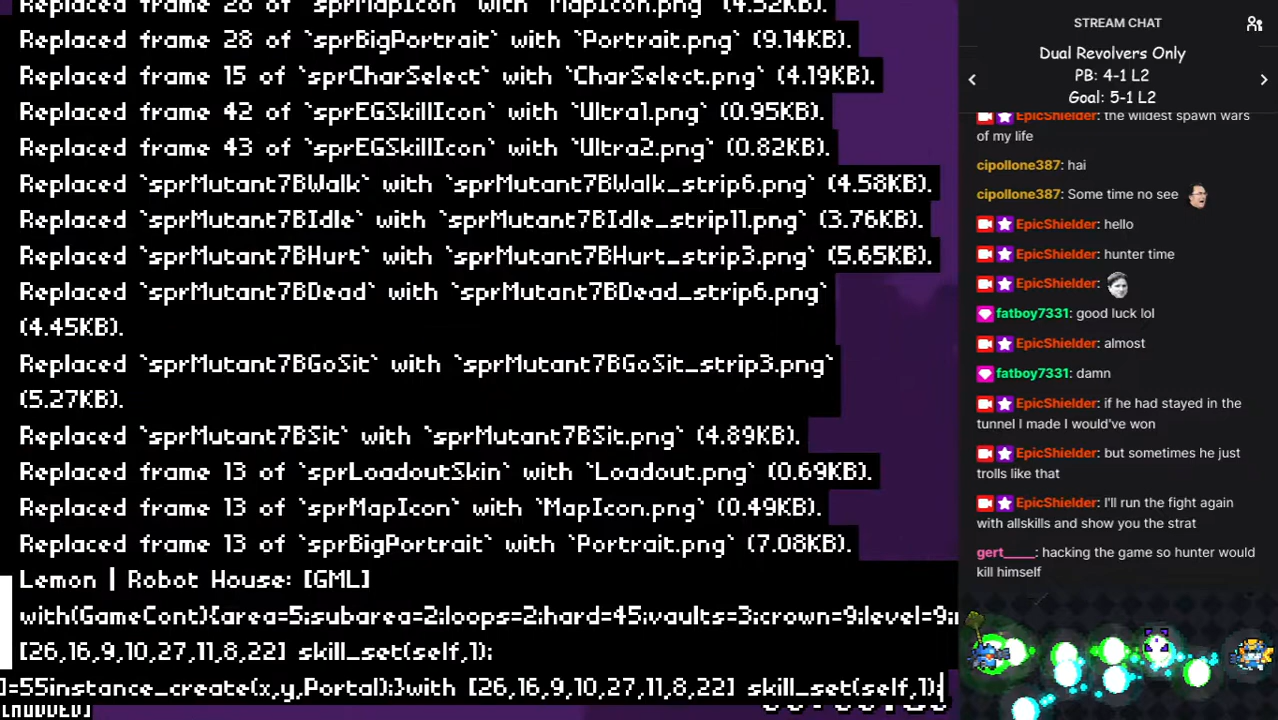 Replaced frame 28 of `sprMapIcon` with `MapIcon.png` (4.52KB).
Replaced frame 28 of `sprBigPortrait` with `Portrait.png` (9.14KB).
Replaced frame 15 of `sprCharSelect` with `CharSelect.png` (4.19KB).
Replaced frame 42 of `sprEGSkillIcon` with `Ultra1.png` (0.95KB).
Replaced frame 43 of `sprEGSkillIcon` with `Ultra2.png` (0.82KB).
Replaced `sprMutant7BWalk` with `sprMutant7BWalk_strip6.png` (4.58KB).
Replaced `sprMutant7BIdle` with `sprMutant7BIdle_strip11.png` (3.76KB).
Replaced `sprMutant7BHurt` with `sprMutant7BHurt_strip3.png` (5.65KB).
Replaced `sprMutant7BDead` with `sprMutant7BDead_strip6.png`
(4.45KB).
Replaced `sprMutant7BGoSit` with `sprMutant7BGoSit_strip3.png`
(5.27KB).
Replaced `sprMutant7BSit` with `sprMutant7BSit.png` (4.89KB).
Replaced frame 13 of `sprLoadoutSkin` with `Loadout.png` (0.69KB).
Replaced frame 13 of `sprMapIcon` with `MapIcon.png` (0.49KB).
Replaced frame 13 of `sprBigPortrait` with `Portrait.png` (7.08KB).
Lemon | Robot House: [GML]
with(GameCont){area=5;subarea=2;loops=2;hard=45;vaults=3;crown=9;level=9;
[26,16,9,10,27,11,8,22] skill_set(self,1);
]=55instance_create(x,y,Portal);}with [26,16,9,10,27,11,8,22] skill_set(self,1);
[MODDED]
STREAM CHAT
Dual Revolvers Only
PB: 4-1 L2
Goal: 5-1 L2
EpicShielder: the wildest spawn wars
of my life
cipollone387: hai
cipollone387: Some time no see
EpicShielder: hello
EpicShielder: hunter time
EpicShielder:
fatboy7331: good luck lol
EpicShielder: almost
fatboy7331: damn
EpicShielder: if he had stayed in the
tunnel I made I would've won
EpicShielder: but sometimes he just
trolls like that
EpicShielder: I'll run the fight again
with allskills and show you the strat
gert____: hacking the game so hunter would
kill himself